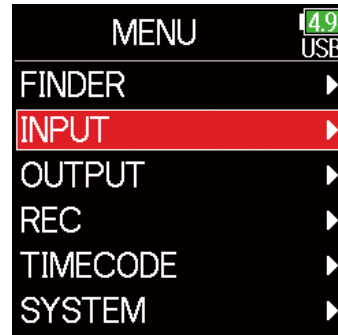 MENU
4.9
USB
FINDER
INPUT
OUTPUT
REC
TIMECODE
SYSTEM